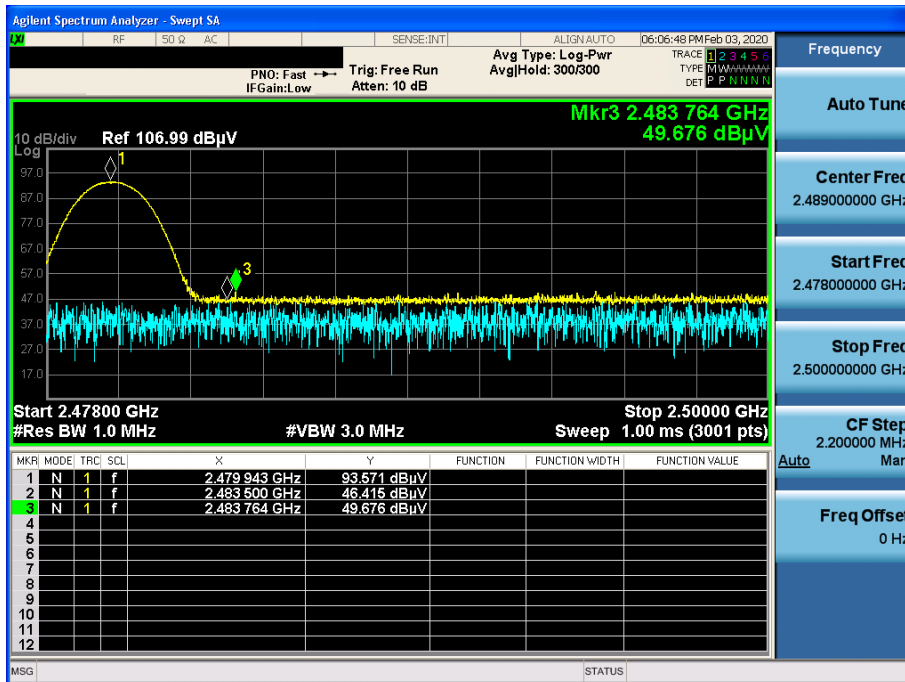 Agilent Spectrum Analyzer - Swept SA
LXI RF 50 Ω AC SENSE:INT ALIGN AUTO 06:06:48 PM Feb 03, 2020
PNO: Fast Trig: Free Run Avg Type: Log-Pwr TRACE 1 2 3 4 5 6
IFGain:Low Atten: 10 dB Avg|Hold: 300/300 TYPE M W W W W W
DET P P N N N N
Mkr3 2.483 764 GHz
49.676 dBµV
10 dB/div Ref 106.99 dBµV
Log
97.0
87.0
77.0
67.0
57.0
47.0
37.0
27.0
17.0
1
3
Start 2.47800 GHz Stop 2.50000 GHz
#Res BW 1.0 MHz #VBW 3.0 MHz Sweep 1.00 ms (3001 pts)
MKR MODE TRC SCL X Y FUNCTION FUNCTION WIDTH FUNCTION VALUE
1 N 1 f 2.479 943 GHz 93.571 dBµV
2 N 1 f 2.483 500 GHz 46.415 dBµV
3 N 1 f 2.483 764 GHz 49.676 dBµV
4
5
6
7
8
9
10
11
12
MSG STATUS
Frequency
Auto Tune
Center Freq
2.489000000 GHz
Start Freq
2.478000000 GHz
Stop Freq
2.500000000 GHz
CF Step
2.200000 MHz
Auto Man
Freq Offset
0 Hz